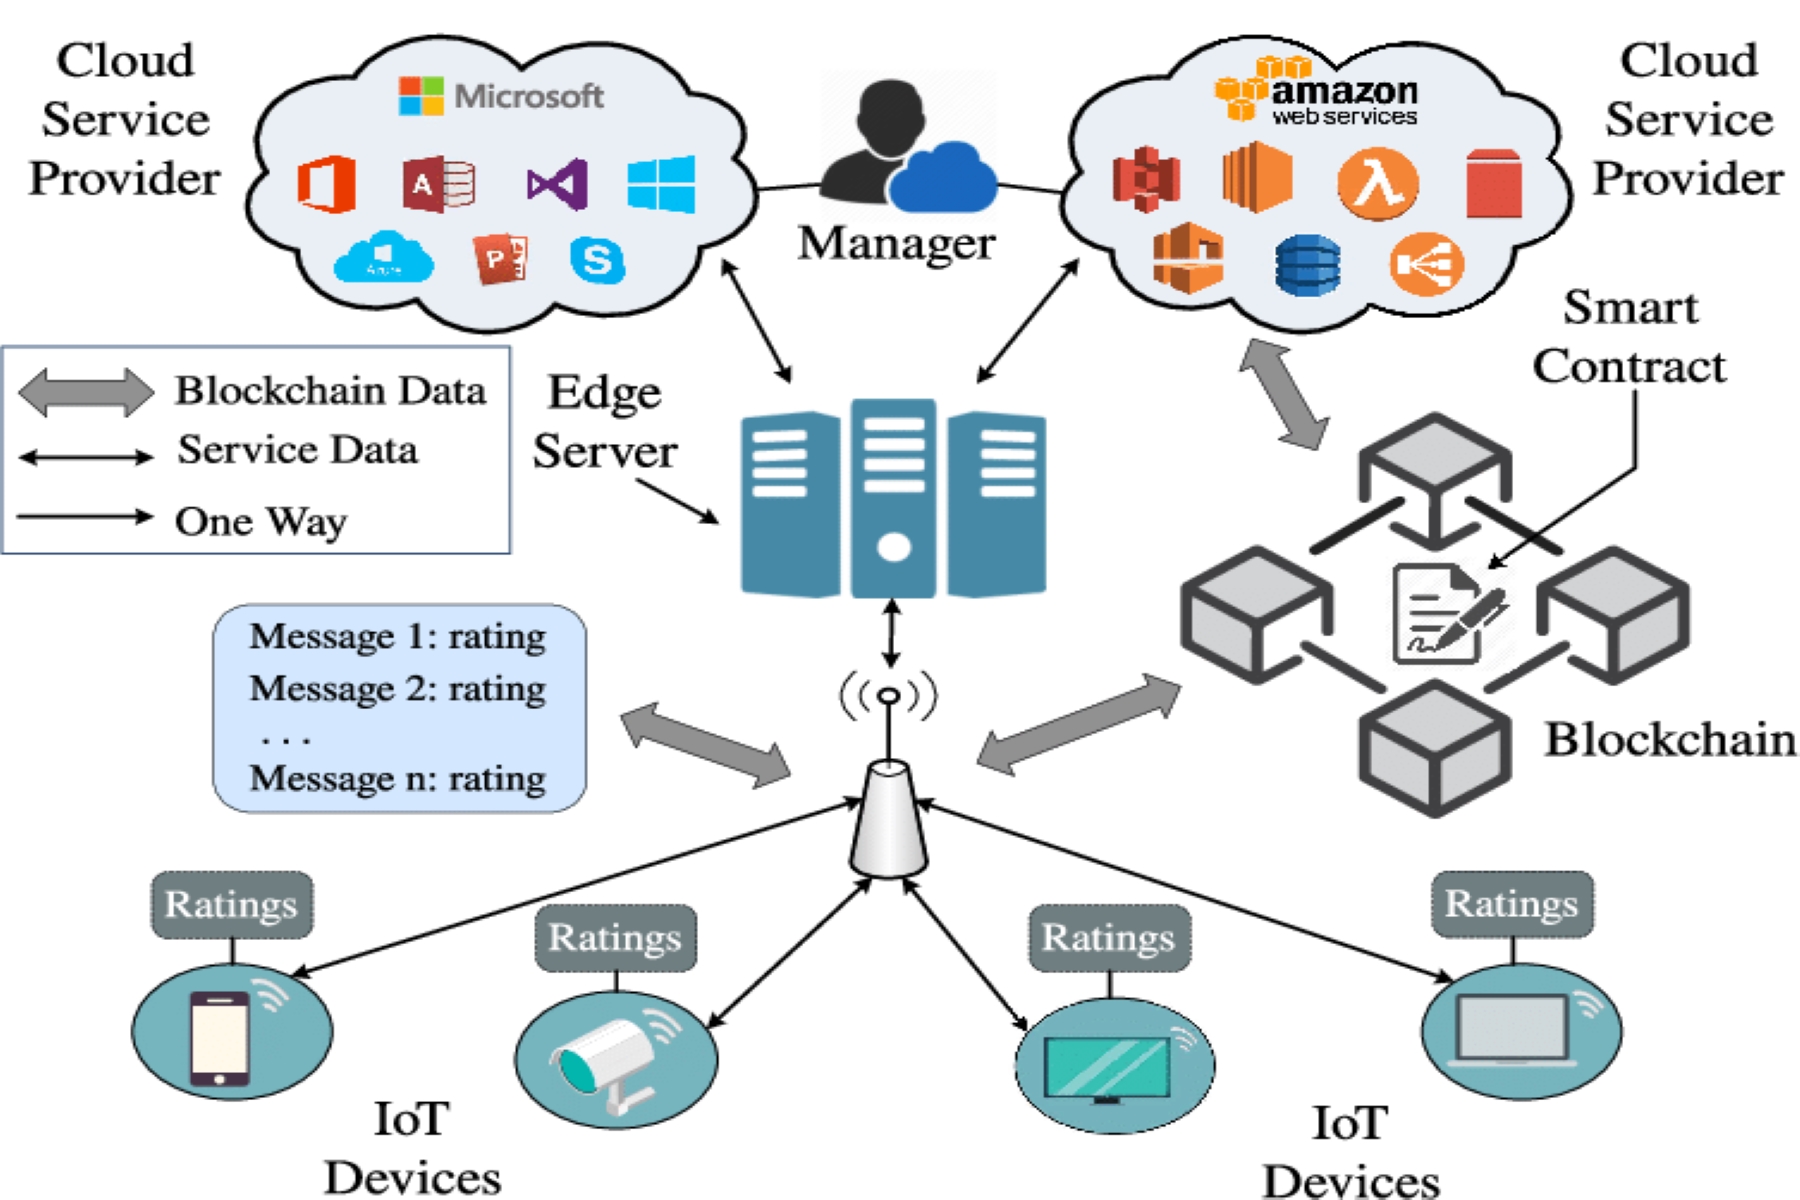 Cloud
Service
Provider
Microsoft
A
Azure
P
S
Manager
amazon
web services
λ
Cloud
Service
Provider
Smart
Contract
Blockchain Data
Service Data
One Way
Edge
Server
Message 1: rating
Message 2: rating
. . .
Message n: rating
Blockchain
Ratings
Ratings
Ratings
Ratings
IoT
Devices
IoT
Devices